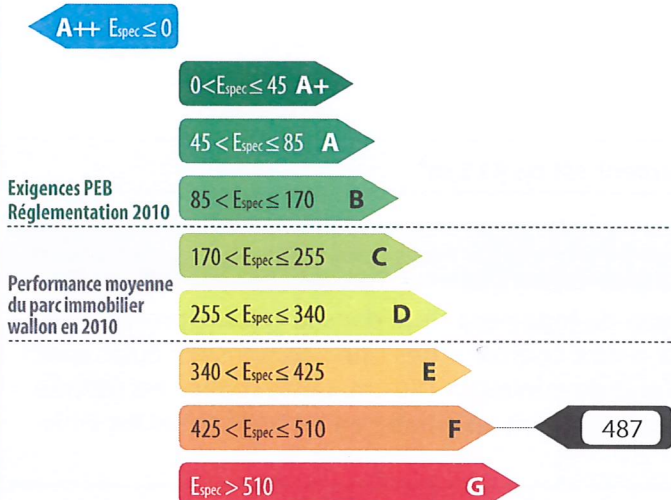 A++ Espec ≤ 0
0<Espec ≤ 45 A+
45 < Espec ≤ 85 A
Exigences PEB
Réglementation 2010
85 < Espec ≤ 170 B
170 < Espec ≤ 255 C
Performance moyenne
du parc immobilier
wallon en 2010
255 < Espec ≤ 340 D
340 < Espec ≤ 425 E
425 < Espec ≤ 510 F
487
Espec > 510 G